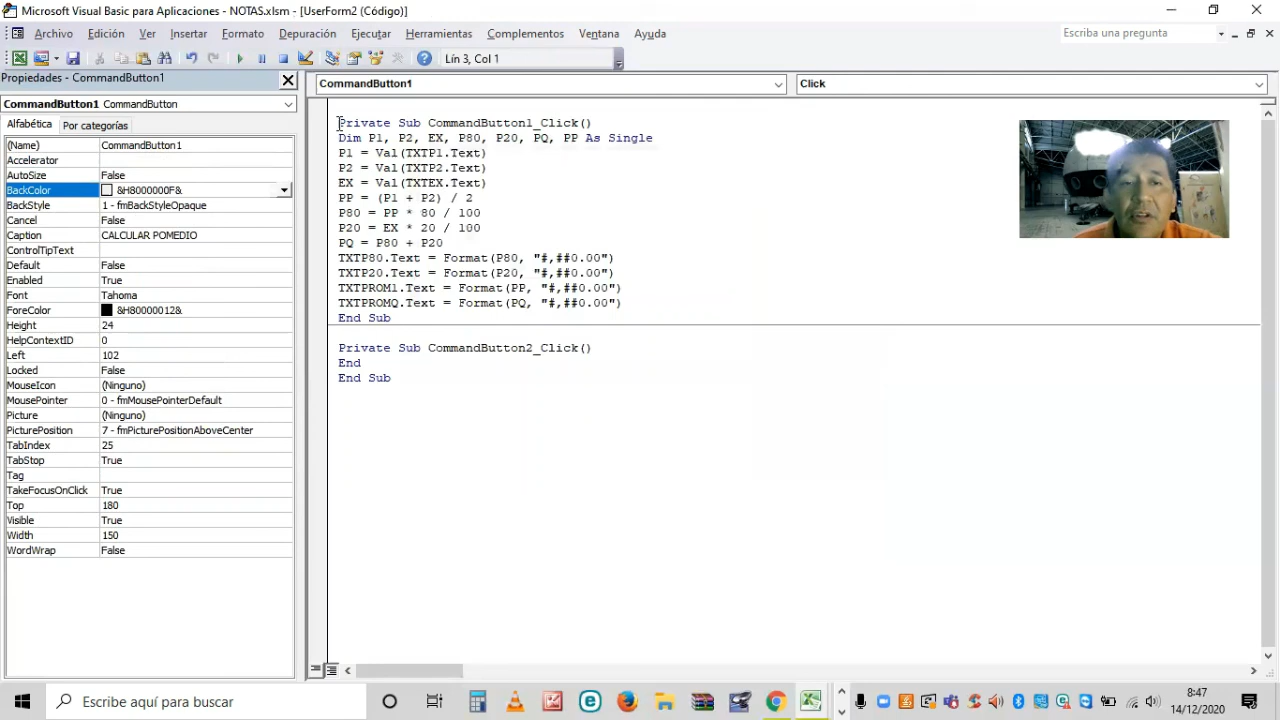 Microsoft Visual Basic para Aplicaciones - NOTAS.xlsm - [UserForm2 (Código)]
Archivo Edición Ver Insertar Formato Depuración Ejecutar Herramientas Complementos Ventana Ayuda Escriba una pregunta
Lín 3, Col 1
Propiedades - CommandButton1
CommandButton1 CommandButton
CommandButton1 Click
Alfabética Por categorías
(Name) CommandButton1
Accelerator
AutoSize False
BackColor &H8000000F&
BackStyle 1 - fmBackStyleOpaque
Cancel False
Caption CALCULAR POMEDIO
ControlTipText
Default False
Enabled True
Font Tahoma
ForeColor &H80000012&
Height 24
HelpContextID 0
Left 102
Locked False
MouseIcon (Ninguno)
MousePointer 0 - fmMousePointerDefault
Picture (Ninguno)
PicturePosition 7 - fmPicturePositionAboveCenter
TabIndex 25
TabStop True
Tag
TakeFocusOnClick True
Top 180
Visible True
Width 150
WordWrap False
Private Sub CommandButton1_Click()
Dim P1, P2, EX, P80, P20, PQ, PP As Single
P1 = Val(TXTP1.Text)
P2 = Val(TXTP2.Text)
EX = Val(TXTEX.Text)
PP = (P1 + P2) / 2
P80 = PP * 80 / 100
P20 = EX * 20 / 100
PQ = P80 + P20
TXTP80.Text = Format(P80, "#,##0.00")
TXTP20.Text = Format(P20, "#,##0.00")
TXTPROM1.Text = Format(PP, "#,##0.00")
TXTPROMQ.Text = Format(PQ, "#,##0.00")
End Sub
Private Sub CommandButton2_Click()
End
End Sub
Escribe aquí para buscar
8:47
14/12/2020